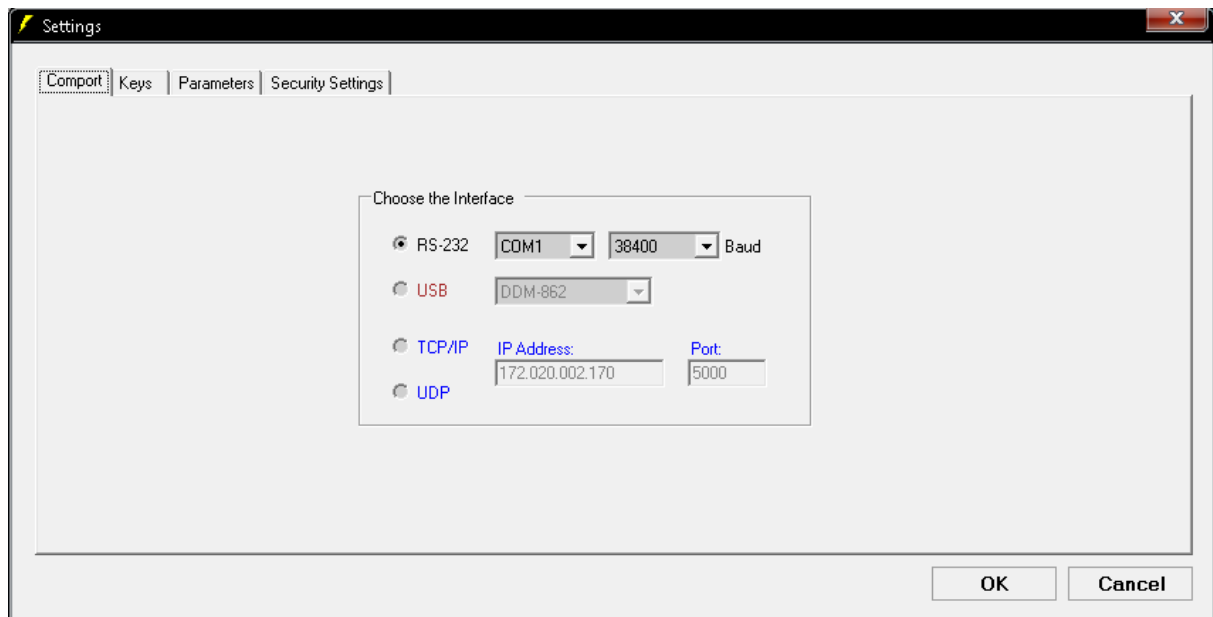 Settings
Comport Keys Parameters Security Settings
Choose the Interface
RS-232 COM1 38400 Baud
USB DDM-862
TCP/IP IP Address: Port:
172.020.002.170 5000
UDP
OK Cancel